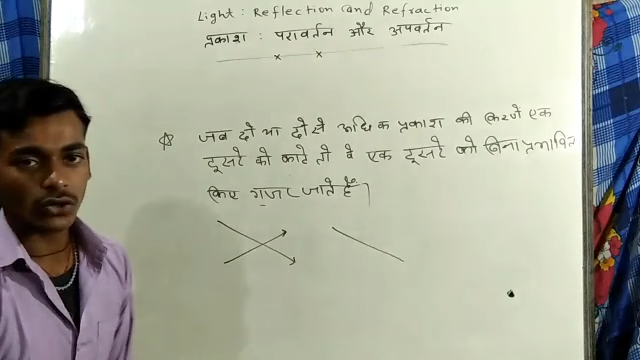 Light: Reflection and Refraction
प्रकाश : परावर्तन और अपवर्तन
जब दो या दो से अधिक प्रकाश की किरणें एक
दूसरे को काटे तो वे एक दूसरे को बिना प्रभावित
किए गुजर जाते हैं।